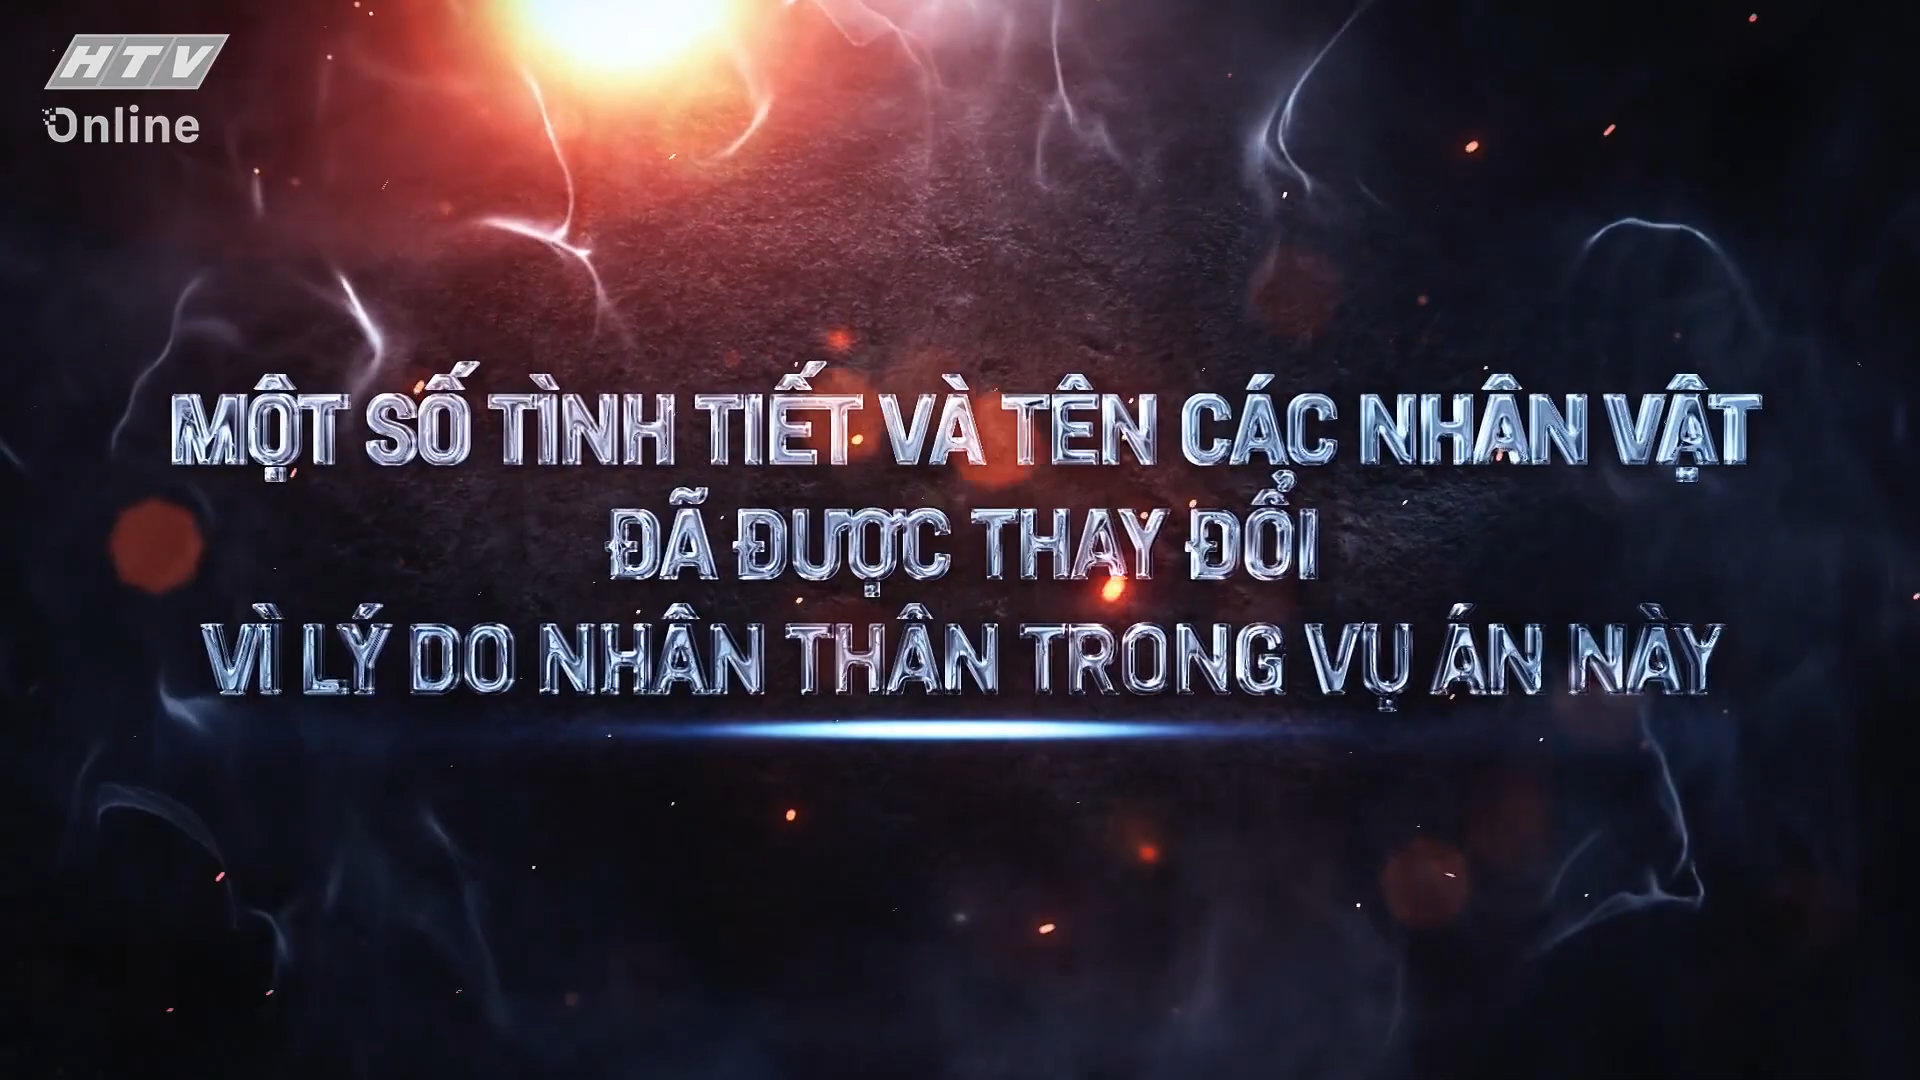 HTV
Online
MỘT SỐ TÌNH TIẾT VÀ TÊN CÁC NHÂN VẬT
ĐÃ ĐƯỢC THAY ĐỔI
VÌ LÝ DO NHÂN THÂN TRONG VỤ ÁN NÀY